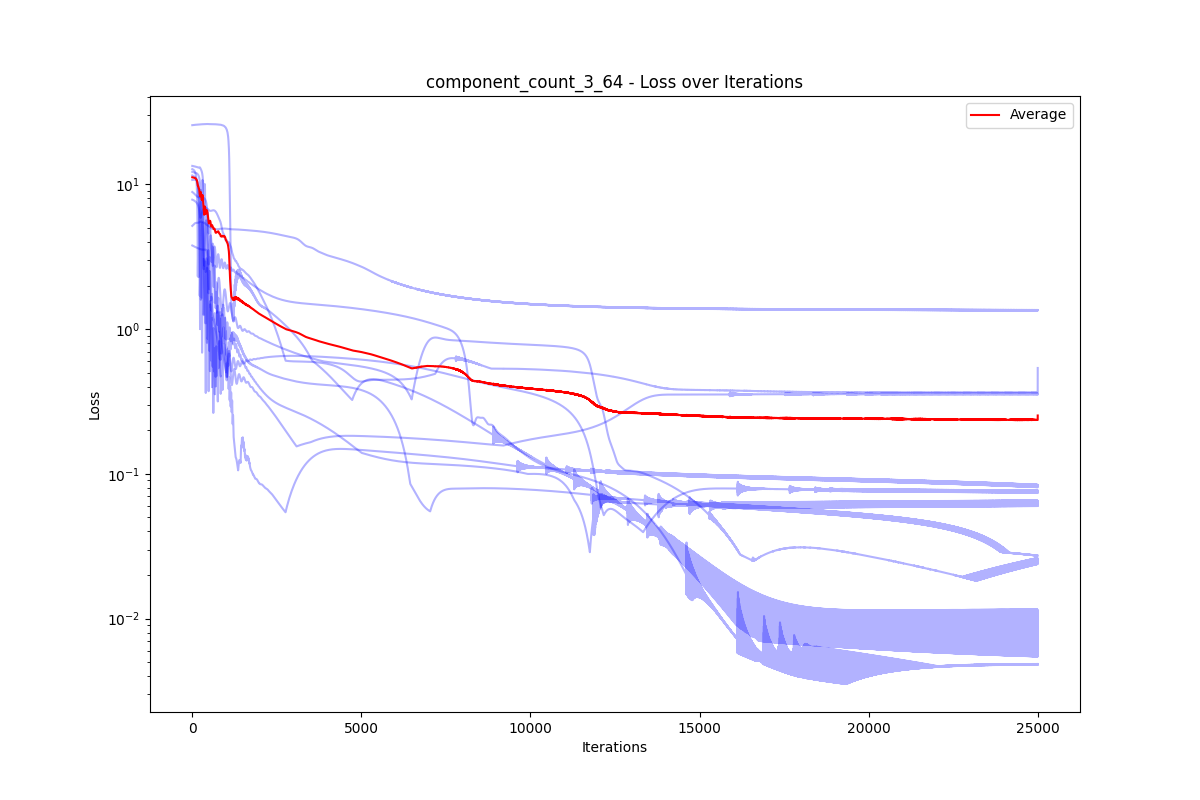 component_count_3_64 - Loss over Iterations
Average
10¹
10⁰
10⁻¹
10⁻²
Loss
0
5000
10000
15000
20000
25000
Iterations